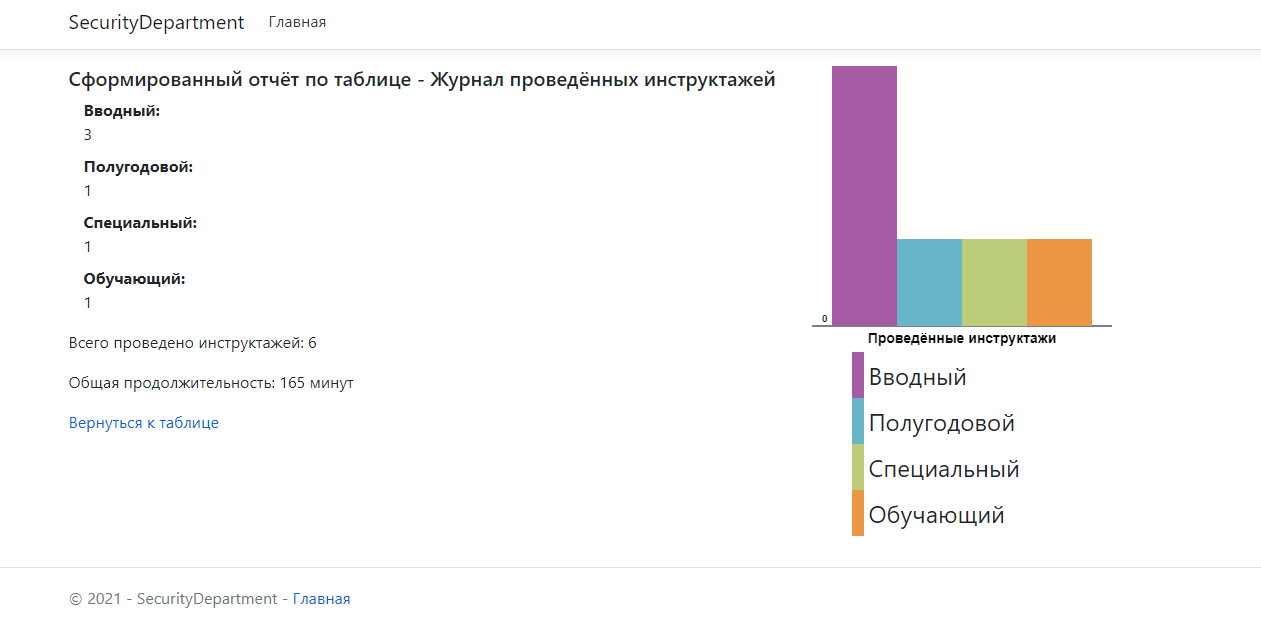 SecurityDepartment Главная
Сформированный отчёт по таблице - Журнал проведённых инструктажей
Вводный:
3
Полугодовой:
1
Специальный:
1
Обучающий:
1
Всего проведено инструктажей: 6
Общая продолжительность: 165 минут
Вернуться к таблице
0
Проведённые инструктажи
Вводный
Полугодовой
Специальный
Обучающий
© 2021 - SecurityDepartment - Главная